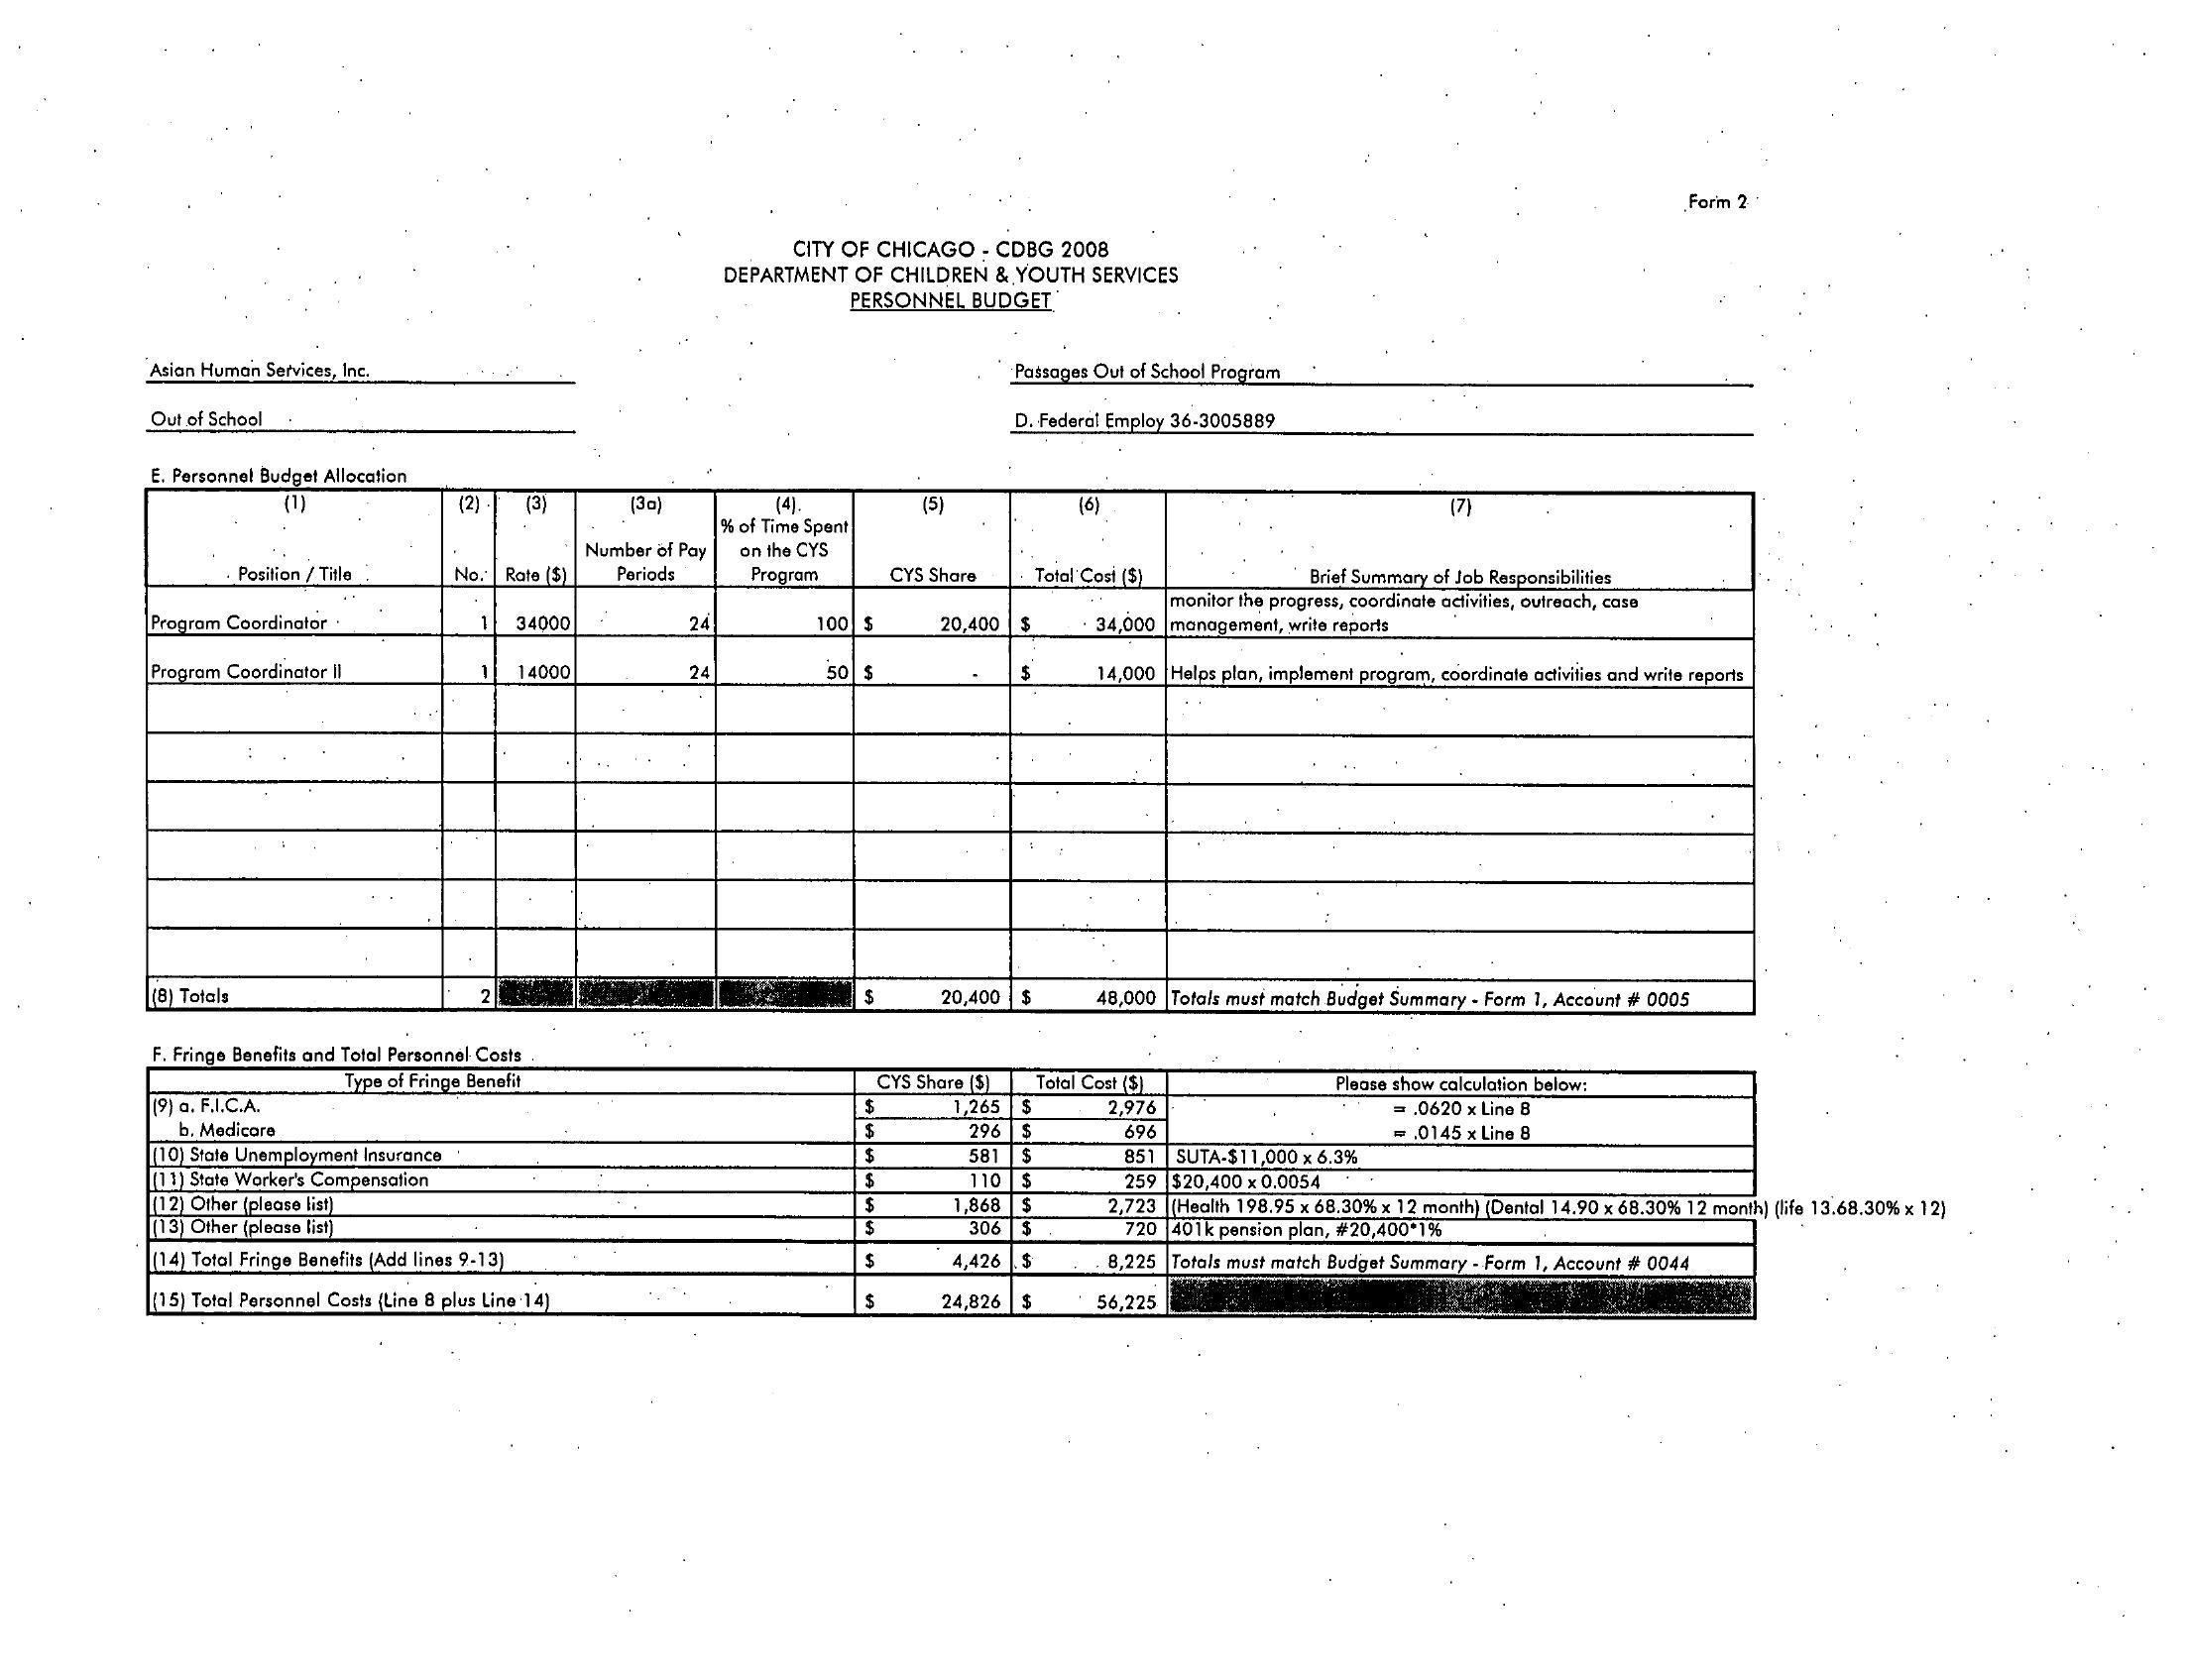 Form 2
CITY OF CHICAGO - CDBG 2008
DEPARTMENT OF CHILDREN & YOUTH SERVICES
PERSONNEL BUDGET
Asian Human Services, Inc. Passages Out of School Program
Out of School D. Federal Employ 36-3005889
E. Personnel Budget Allocation
(1) (2) (3) (3a) (4) (5) (6) (7)
% of Time Spent
Number of Pay on the CYS
Position / Title No. Rate ($) Periods Program CYS Share Total Cost ($) Brief Summary of Job Responsibilities
monitor the progress, coordinate activities, outreach, case
Program Coordinator 1 34000 24 100 $ 20,400 $ 34,000 management, write reports
Program Coordinator II 1 14000 24 50 $ - $ 14,000 Helps plan, implement program, coordinate activities and write reports
(8) Totals 2 $ 20,400 $ 48,000 Totals must match Budget Summary - Form 1, Account # 0005
F. Fringe Benefits and Total Personnel Costs
Type of Fringe Benefit CYS Share ($) Total Cost ($) Please show calculation below:
(9) a. F.I.C.A. $ 1,265 $ 2,976 = .0620 x Line 8
b. Medicare $ 296 $ 696 = .0145 x Line 8
(10) State Unemployment Insurance $ 581 $ 851 SUTA-$11,000 x 6.3%
(11) State Worker's Compensation $ 110 $ 259 $20,400 x 0.0054
(12) Other (please list) $ 1,868 $ 2,723 (Health 198.95 x 68.30% x 12 month) (Dental 14.90 x 68.30% 12 month) (life 13.68.30% x 12)
(13) Other (please list) $ 306 $ 720 401k pension plan, #20,400*1%
(14) Total Fringe Benefits (Add lines 9-13) $ 4,426 $ 8,225 Totals must match Budget Summary - Form 1, Account # 0044
(15) Total Personnel Costs (Line 8 plus Line 14) $ 24,826 $ 56,225